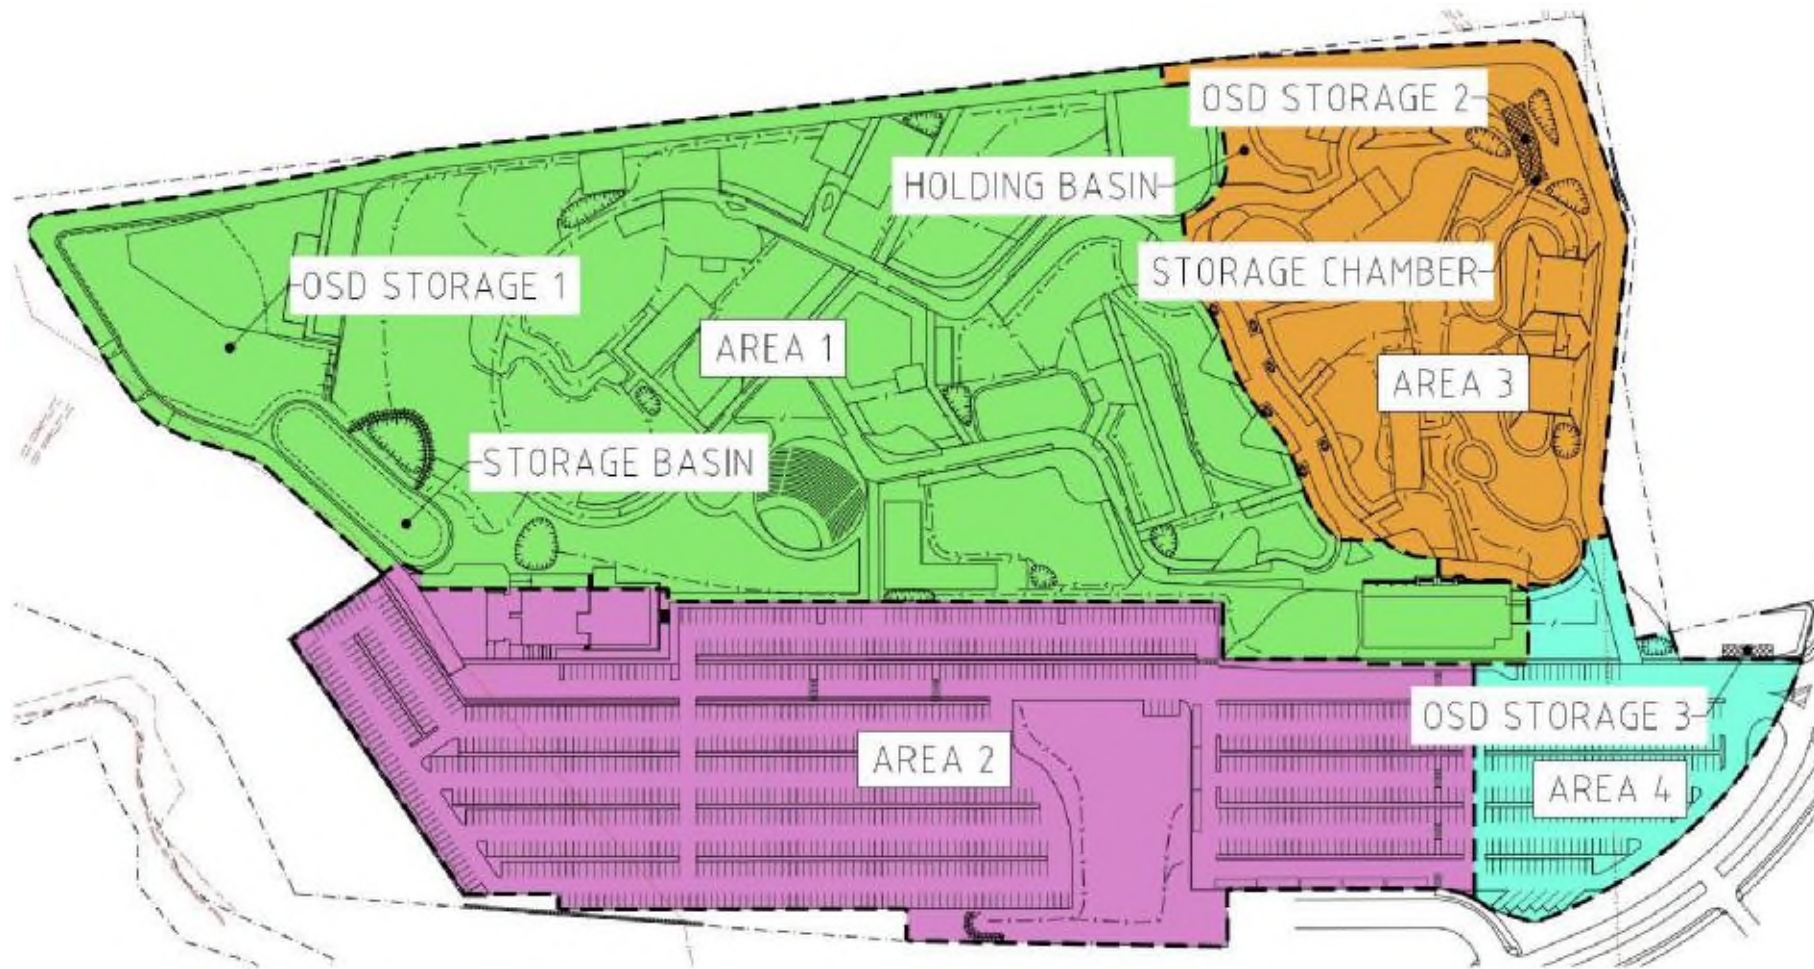 OSD STORAGE 2
HOLDING BASIN
STORAGE CHAMBER
OSD STORAGE 1
AREA 1
AREA 3
STORAGE BASIN
OSD STORAGE 3
AREA 2
AREA 4